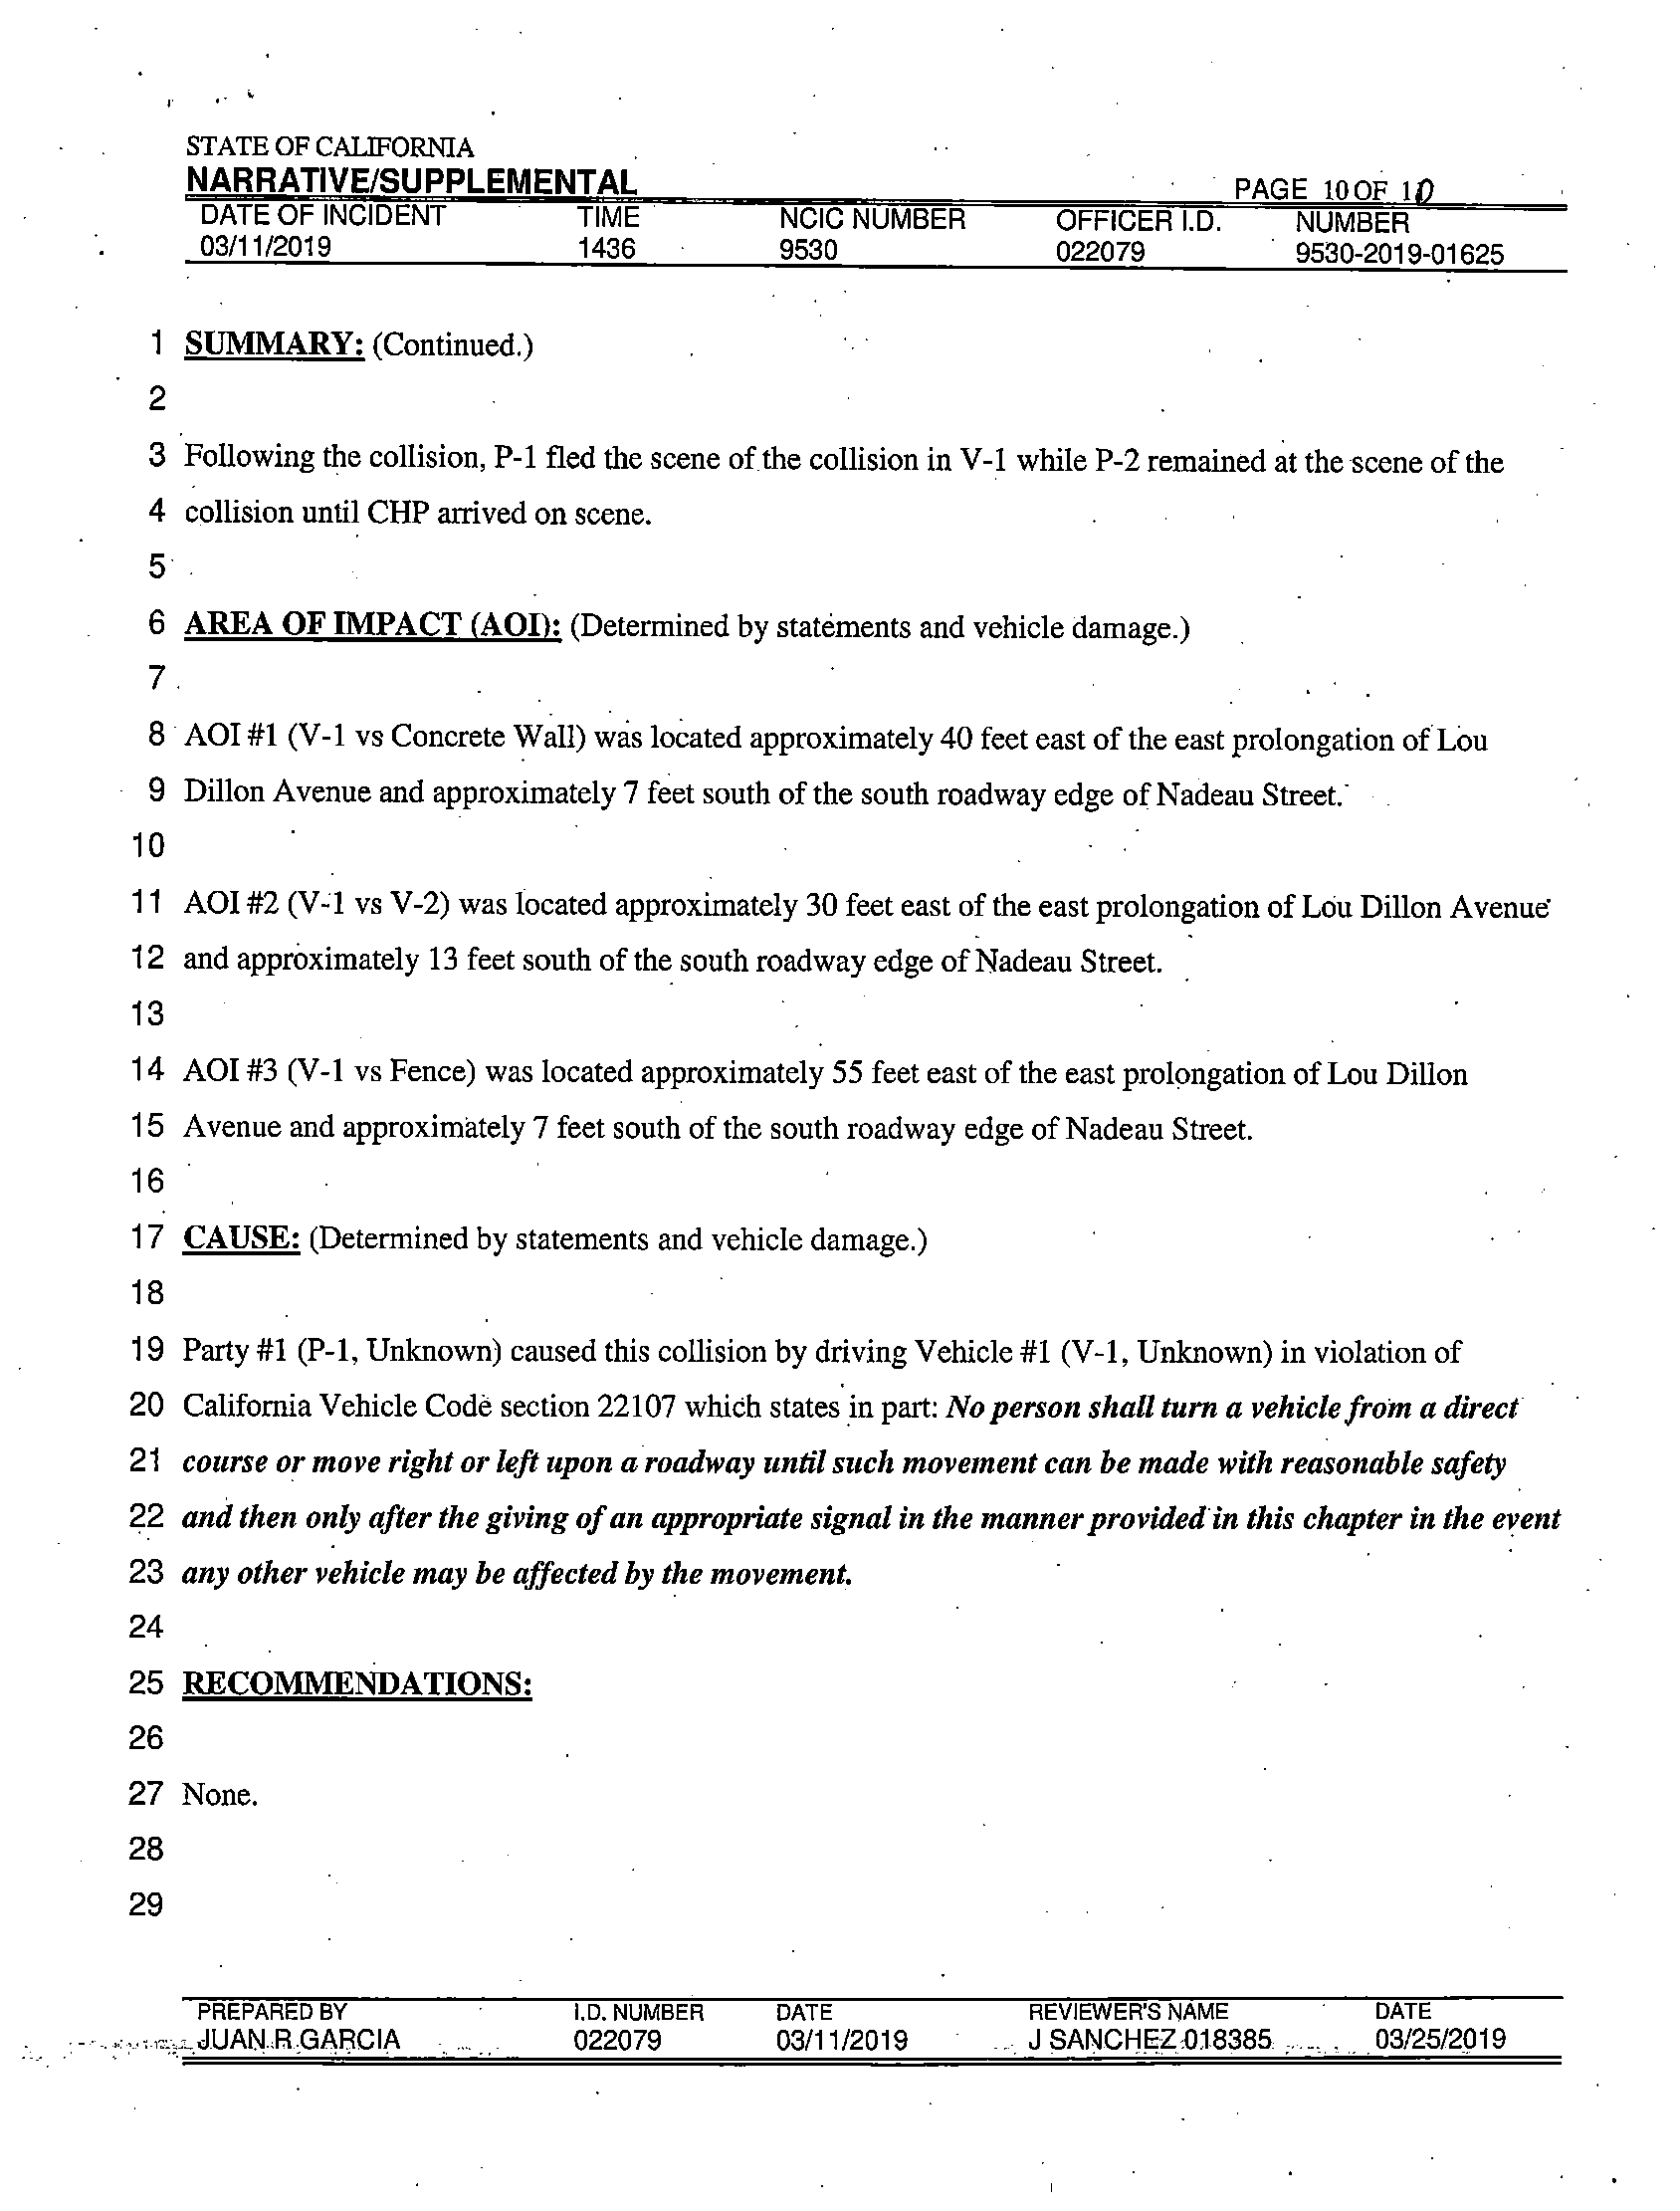 STATE OF CALIFORNIA
NARRATIVE/SUPPLEMENTAL
PAGE 10 OF 10
DATE OF INCIDENT TIME NCIC NUMBER OFFICER I.D. NUMBER
03/11/2019 1436 9530 022079 9530-2019-01625
1 SUMMARY: (Continued.)
2
3 Following the collision, P-1 fled the scene of the collision in V-1 while P-2 remained at the scene of the
4 collision until CHP arrived on scene.
5
6 AREA OF IMPACT (AOI): (Determined by statements and vehicle damage.)
7
8 AOI #1 (V-1 vs Concrete Wall) was located approximately 40 feet east of the east prolongation of Lou
9 Dillon Avenue and approximately 7 feet south of the south roadway edge of Nadeau Street.
10
11 AOI #2 (V-1 vs V-2) was located approximately 30 feet east of the east prolongation of Lou Dillon Avenue
12 and approximately 13 feet south of the south roadway edge of Nadeau Street.
13
14 AOI #3 (V-1 vs Fence) was located approximately 55 feet east of the east prolongation of Lou Dillon
15 Avenue and approximately 7 feet south of the south roadway edge of Nadeau Street.
16
17 CAUSE: (Determined by statements and vehicle damage.)
18
19 Party #1 (P-1, Unknown) caused this collision by driving Vehicle #1 (V-1, Unknown) in violation of
20 California Vehicle Code section 22107 which states in part: No person shall turn a vehicle from a direct
21 course or move right or left upon a roadway until such movement can be made with reasonable safety
22 and then only after the giving of an appropriate signal in the manner provided in this chapter in the event
23 any other vehicle may be affected by the movement.
24
25 RECOMMENDATIONS:
26
27 None.
28
29
PREPARED BY I.D. NUMBER DATE REVIEWER'S NAME DATE
JUAN R GARCIA 022079 03/11/2019 J SANCHEZ 018385 03/25/2019